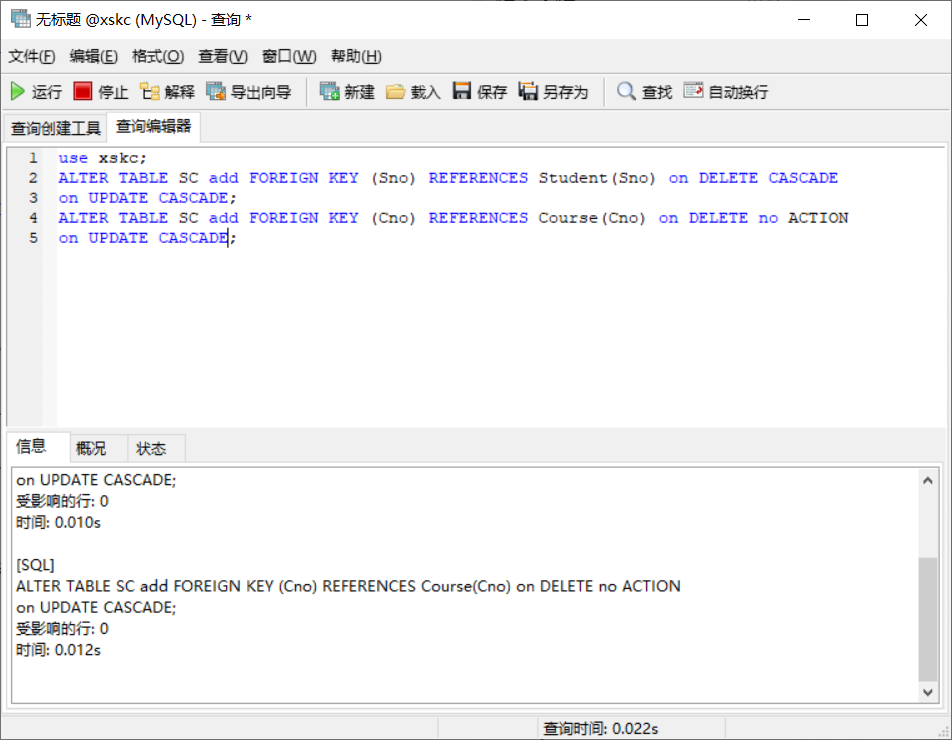 无标题 @xskc (MySQL) - 查询 *
文件(F) 编辑(E) 格式(O) 查看(V) 窗口(W) 帮助(H)
运行 停止 解释 导出向导 新建 载入 保存 另存为 查找 自动换行
查询创建工具 查询编辑器
1 use xskc;
2 ALTER TABLE SC add FOREIGN KEY (Sno) REFERENCES Student(Sno) on DELETE CASCADE
3 on UPDATE CASCADE;
4 ALTER TABLE SC add FOREIGN KEY (Cno) REFERENCES Course(Cno) on DELETE no ACTION
5 on UPDATE CASCADE;
信息 概况 状态
on UPDATE CASCADE;
受影响的行: 0
时间: 0.010s
[SQL]
ALTER TABLE SC add FOREIGN KEY (Cno) REFERENCES Course(Cno) on DELETE no ACTION
on UPDATE CASCADE;
受影响的行: 0
时间: 0.012s
查询时间: 0.022s